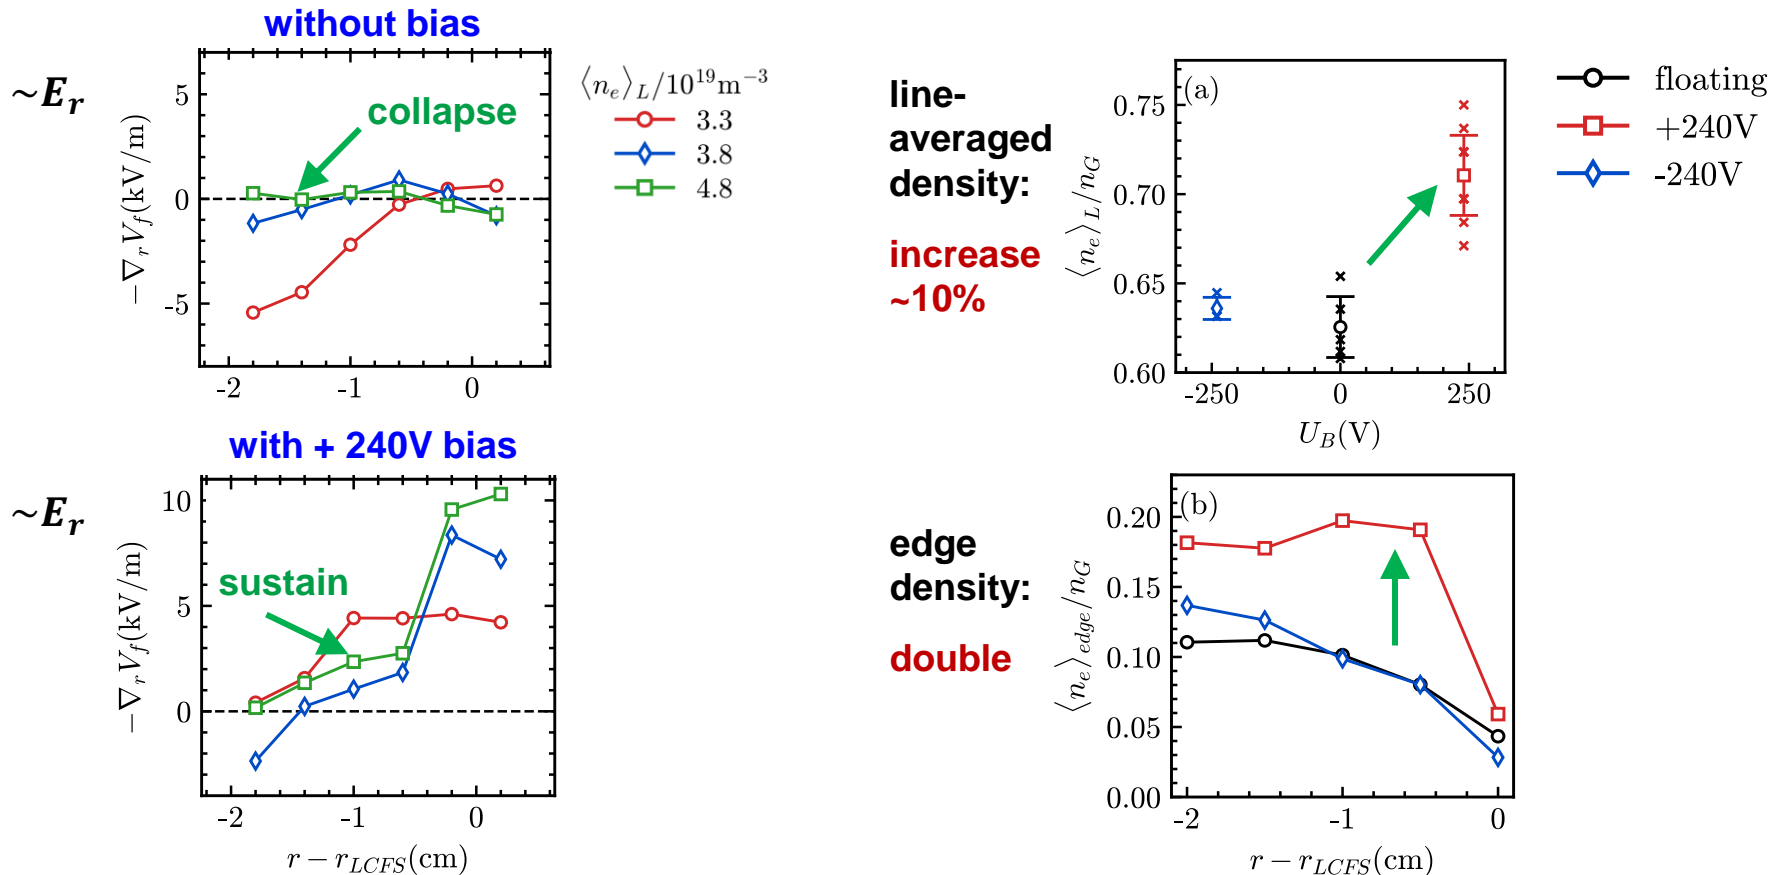 without bias
~E_r
5
0
-5
−∇_r V_f(kV/m)
-2
-1
0
collapse
⟨n_e⟩_L/10^19 m^−3
3.3
3.8
4.8
with + 240V bias
~E_r
10
5
0
−∇_r V_f(kV/m)
sustain
-2
-1
0
r − r_LCFS(cm)
line-
averaged
density:
increase
~10%
(a)
0.75
0.70
0.65
0.60
⟨n_e⟩_L/n_G
-250
0
250
U_B(V)
floating
+240V
-240V
edge
density:
double
(b)
0.20
0.15
0.10
0.05
0.00
⟨n_e⟩_edge/n_G
-2
-1
0
r − r_LCFS(cm)